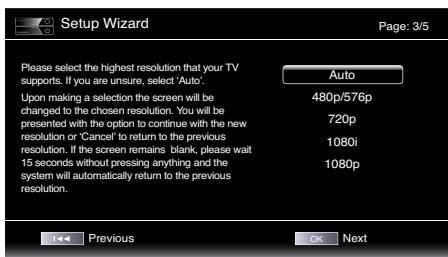 Setup Wizard
Page: 3/5
Please select the highest resolution that your TV
supports. If you are unsure, select ‘Auto’.
Upon making a selection the screen will be
changed to the chosen resolution. You will be
presented with the option to continue with the new
resolution or ‘Cancel’ to return to the previous
resolution. If the screen remains blank, please wait
15 seconds without pressing anything and the
system will automatically return to the previous
resolution.
Auto
480p/576p
720p
1080i
1080p
Previous
OK Next